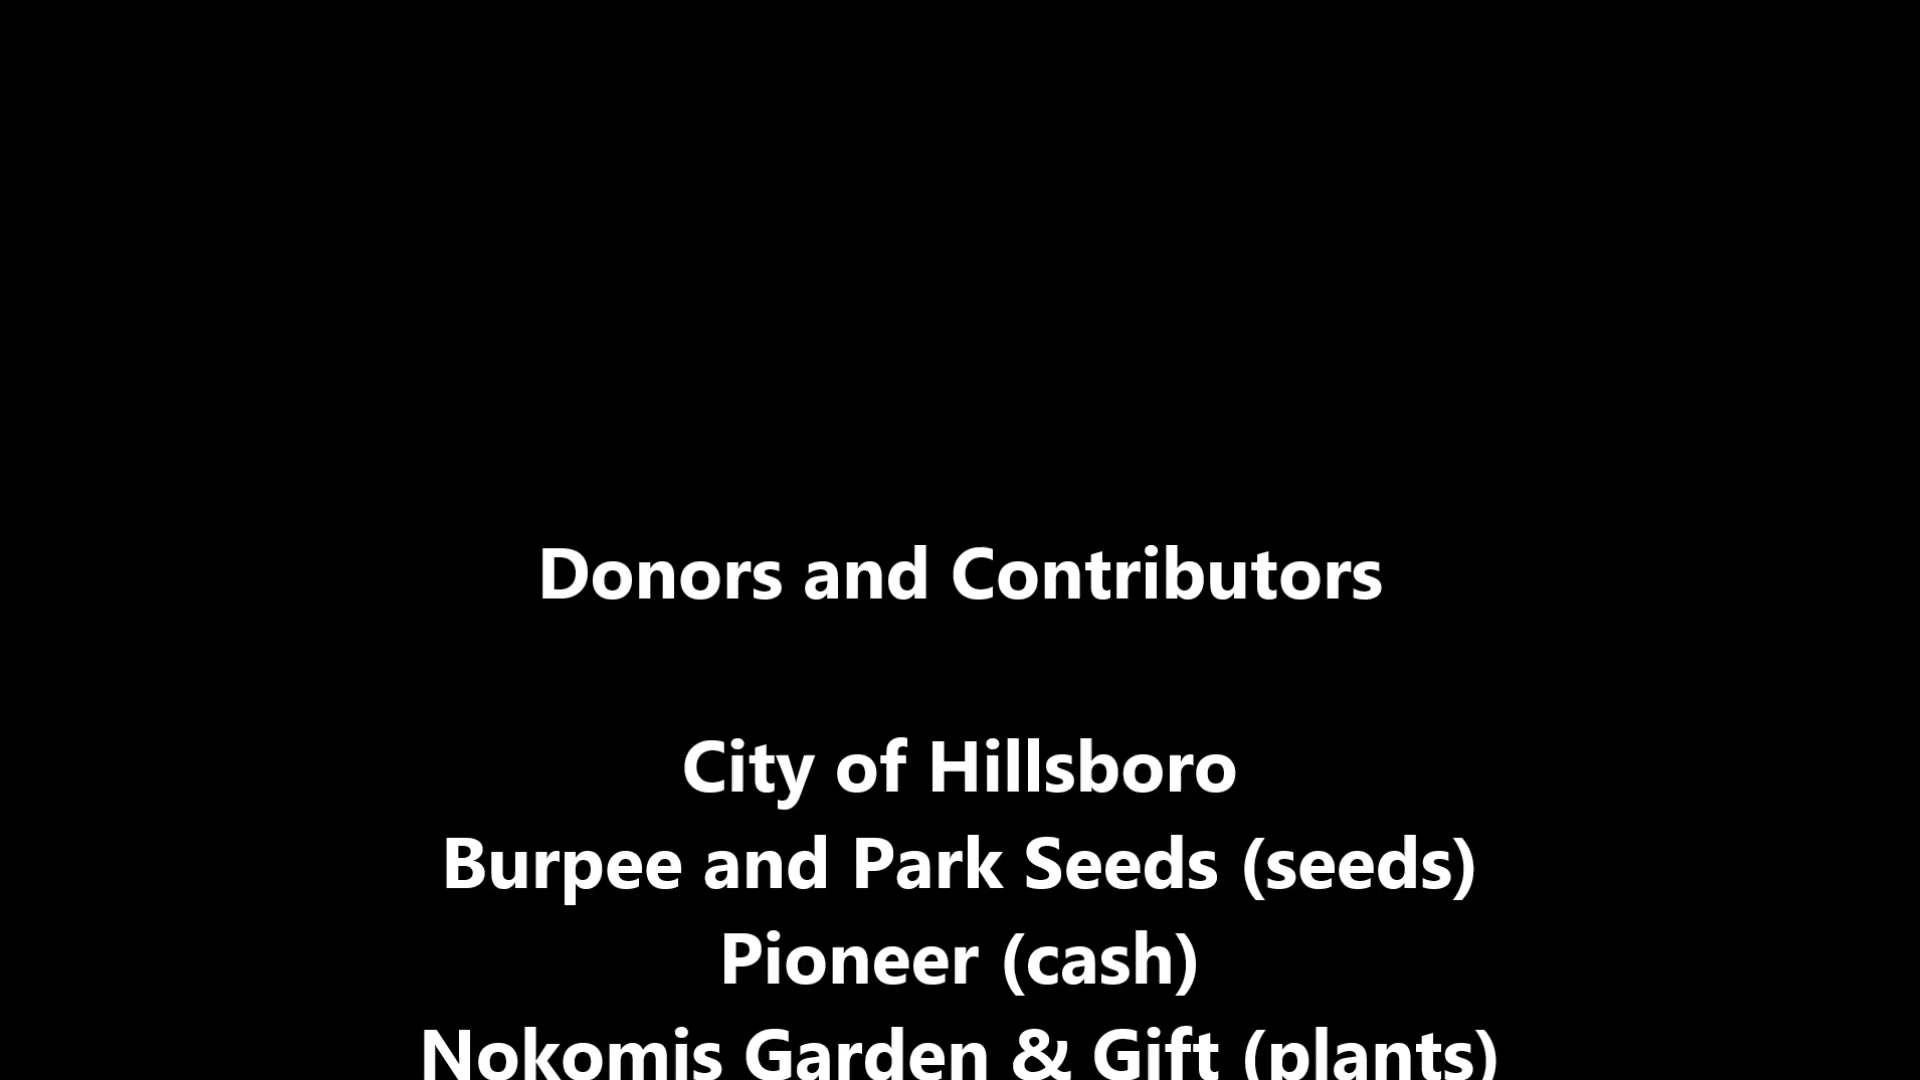 Donors and Contributors
City of Hillsboro
Burpee and Park Seeds (seeds)
Pioneer (cash)
Nokomis Garden & Gift (plants)